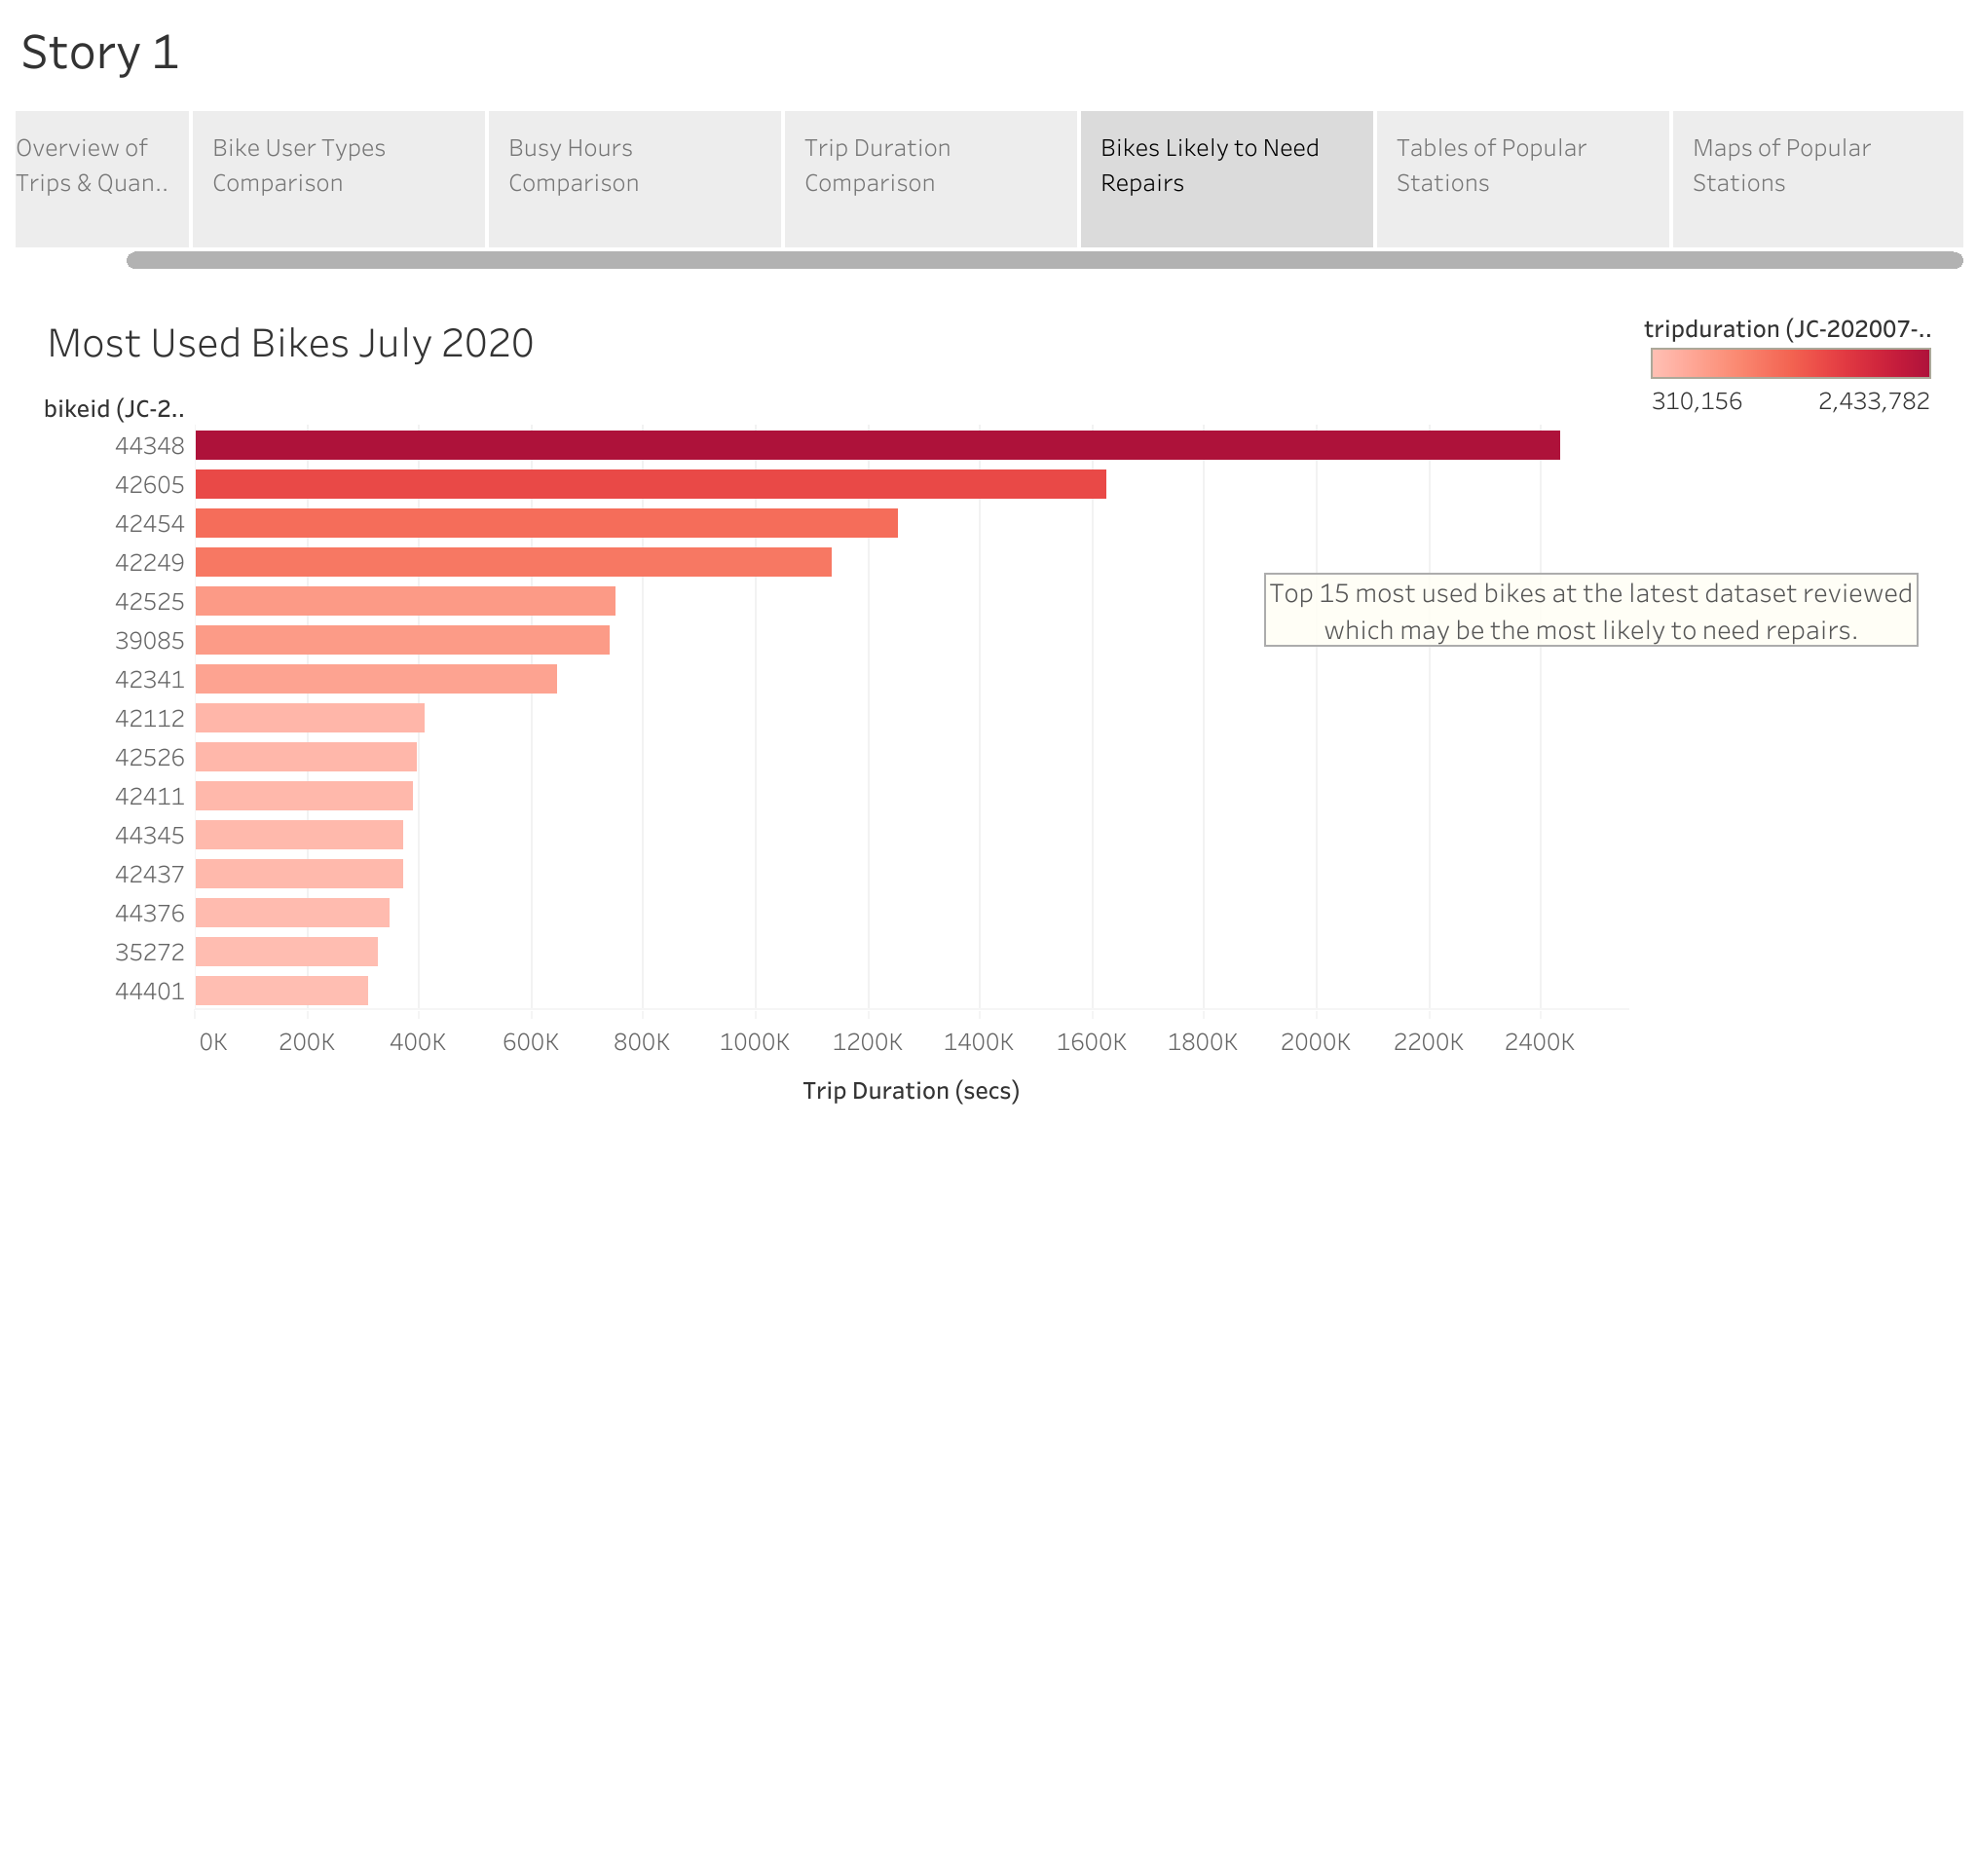 Story 1
Overview of
Trips & Quan..
Bike User Types
Comparison
Busy Hours
Comparison
Trip Duration
Comparison
Bikes Likely to Need
Repairs
Tables of Popular
Stations
Maps of Popular
Stations
Most Used Bikes July 2020
tripduration (JC-202007-..
310,156 2,433,782
bikeid (JC-2..
44348
42605
42454
42249
42525
39085
42341
42112
42526
42411
44345
42437
44376
35272
44401
Top 15 most used bikes at the latest dataset reviewed
which may be the most likely to need repairs.
0K 200K 400K 600K 800K 1000K 1200K 1400K 1600K 1800K 2000K 2200K 2400K
Trip Duration (secs)